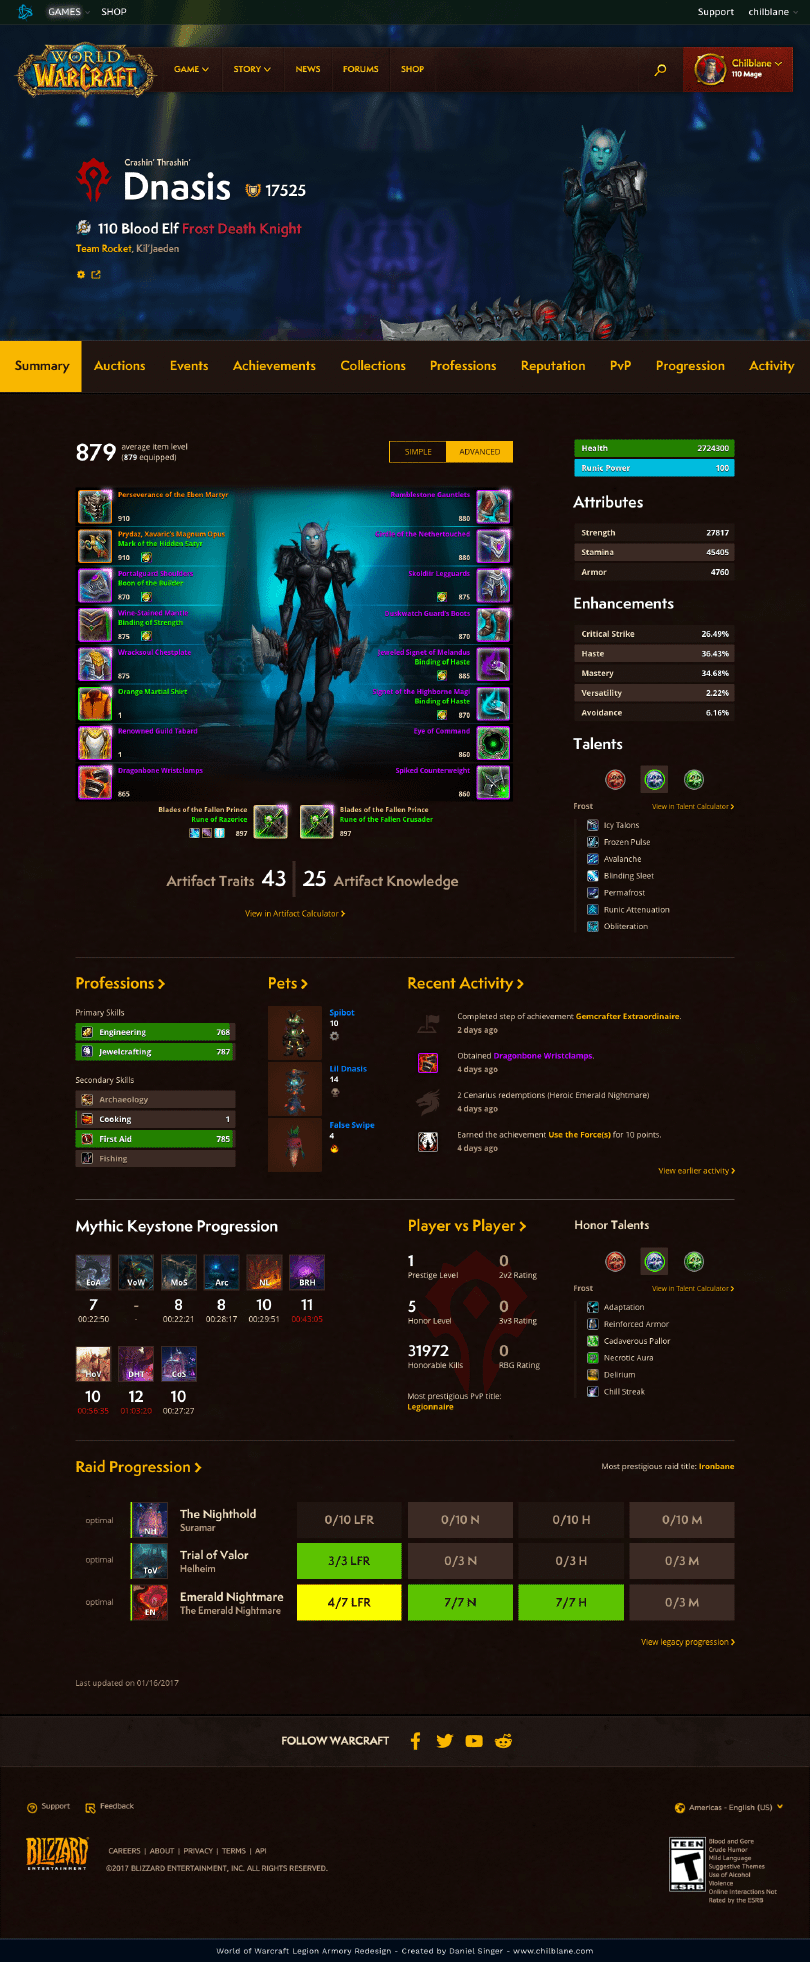 GAMES
SHOP
Support
chilblane
WORLD
WARCRAFT
GAME
STORY
NEWS
FORUMS
SHOP
Chilblane
110 Mage
Crashin' Thrashin'
Dnasis
17525
110 Blood Elf Frost Death Knight
Team Rocket, Kil'Jaeden
Summary
Auctions
Events
Achievements
Collections
Professions
Reputation
PvP
Progression
Activity
879
average item level
(879 equipped)
SIMPLE
ADVANCED
Perseverance of the Ebon Martyr
910
Prydaz, Xavaric's Magnum Opus
Mark of the Hidden Satyr
910
Boon of the Builder
870
Binding of Strength
875
Wracksoul Chestplate
875
Orange Martial Shirt
1
Renowned Guild Tabard
1
Dragonbone Wristclamps
865
Rumblestone Gauntlets
880
880
Skoldiir Legguards
875
Duskwatch Guard's Boots
870
Binding of Haste
885
Signet of the Highborne Magi
Binding of Haste
870
Eye of Command
860
Spiked Counterweight
860
Blades of the Fallen Prince
Rune of Razorice
897
Blades of the Fallen Prince
Rune of the Fallen Crusader
897
Artifact Traits 43
25 Artifact Knowledge
View in Artifact Calculator
Health 2724300
Runic Power 100
Attributes
Strength 27817
Stamina 45405
Armor 4760
Enhancements
Critical Strike 26.49%
Haste 36.43%
Mastery 34.68%
Versatility 2.22%
Avoidance 6.16%
Talents
Frost
View in Talent Calculator
Icy Talons
Frozen Pulse
Avalanche
Blinding Sleet
Permafrost
Runic Attenuation
Obliteration
Professions
Primary Skills
Engineering 768
Jewelcrafting 787
Secondary Skills
Archaeology
Cooking 1
First Aid 785
Fishing
Pets
Spibot
10
Lil Dnasis
14
False Swipe
4
Recent Activity
Completed step of achievement Gemcrafter Extraordinaire.
2 days ago
Obtained Dragonbone Wristclamps.
4 days ago
2 Cenarius redemptions (Heroic Emerald Nightmare)
4 days ago
Earned the achievement Use the Force(s) for 10 points.
4 days ago
View earlier activity
Mythic Keystone Progression
EoA
VoW
MoS
Arc
NL
BRH
7
-
8
8
10
11
00:22:50
-
00:22:21
00:28:17
00:29:51
00:43:05
HoV
DHT
CoS
10
12
10
00:58:35
01:03:20
00:27:27
Player vs Player
1
Prestige Level
0
2v2 Rating
5
Honor Level
0
3v3 Rating
31972
Honorable Kills
0
RBG Rating
Most prestigious PvP title:
Legionnaire
Honor Talents
Frost
View in Talent Calculator
Adaptation
Reinforced Armor
Cadaverous Pallor
Necrotic Aura
Delirium
Chill Streak
Raid Progression
Most prestigious raid title: Ironbane
optimal
NH
The Nighthold
Suramar
0/10 LFR
0/10 N
0/10 H
0/10 M
optimal
ToV
Trial of Valor
Helheim
3/3 LFR
0/3 N
0/3 H
0/3 M
optimal
EN
Emerald Nightmare
The Emerald Nightmare
4/7 LFR
7/7 N
7/7 H
0/3 M
View legacy progression
Last updated on 01/16/2017
FOLLOW WARCRAFT
Support
Feedback
Americas - English (US)
BLIZZARD
ENTERTAINMENT
CAREERS | ABOUT | PRIVACY | TERMS | API
©2017 BLIZZARD ENTERTAINMENT, INC. ALL RIGHTS RESERVED.
TEEN
T
ESRB
Blood and Gore
Crude Humor
Mild Language
Suggestive Themes
Use of Alcohol
Violence
Online Interactions Not
Rated by the ESRB
World of Warcraft Legion Armory Redesign - Created by Daniel Singer - www.chilblane.com